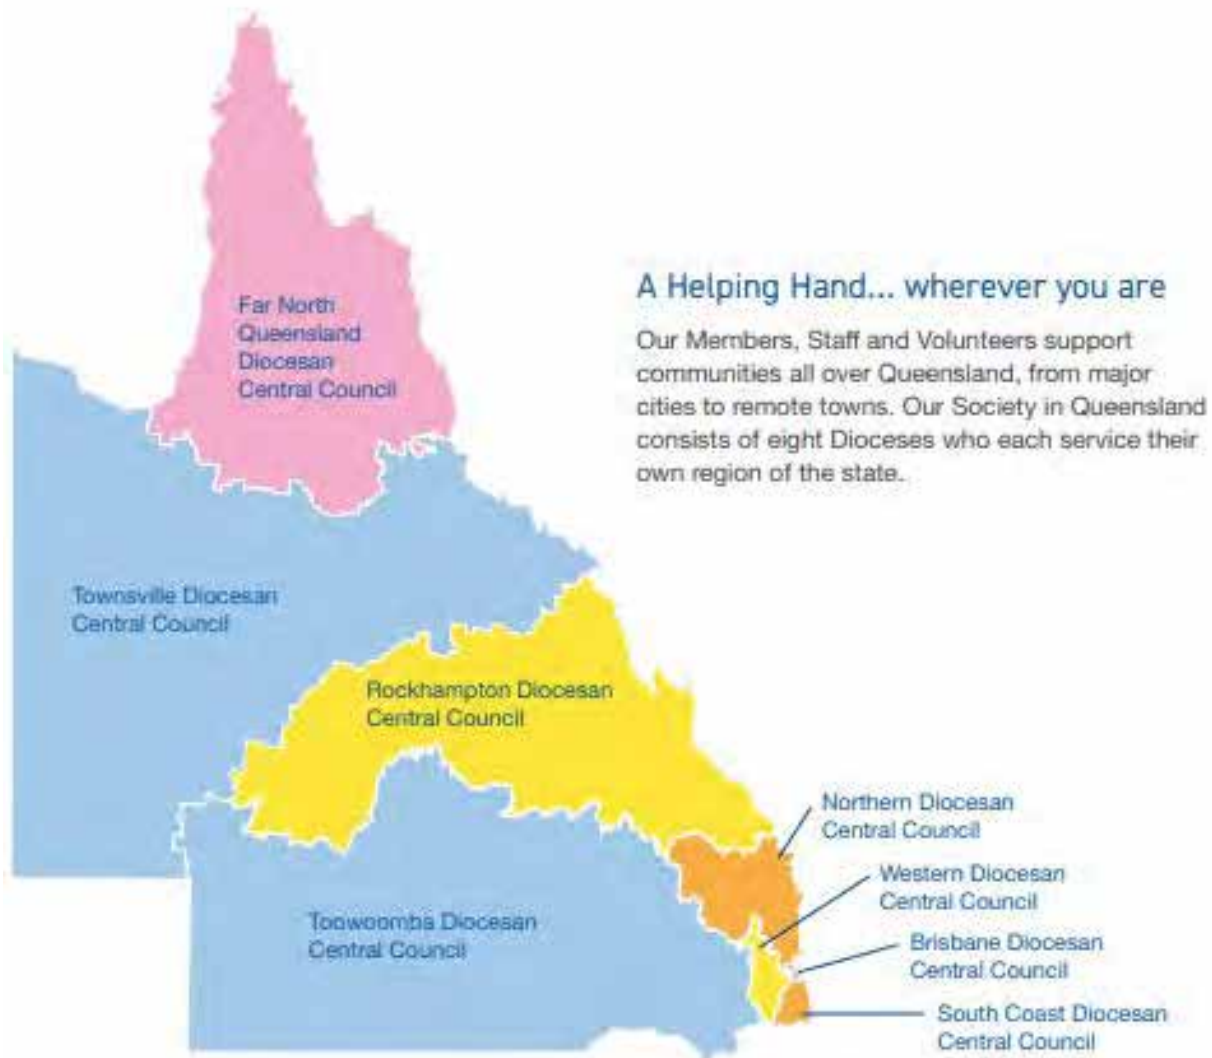 Far North
Queensland
Diocesan
Central Council
A Helping Hand... wherever you are
Our Members, Staff and Volunteers support
communities all over Queensland, from major
cities to remote towns. Our Society in Queensland
consists of eight Dioceses who each service their
own region of the state.
Townsville Diocesan
Central Council
Rockhampton Diocesan
Central Council
Northern Diocesan
Central Council
Western Diocesan
Central Council
Toowoomba Diocesan
Central Council
Brisbane Diocesan
Central Council
South Coast Diocesan
Central Council